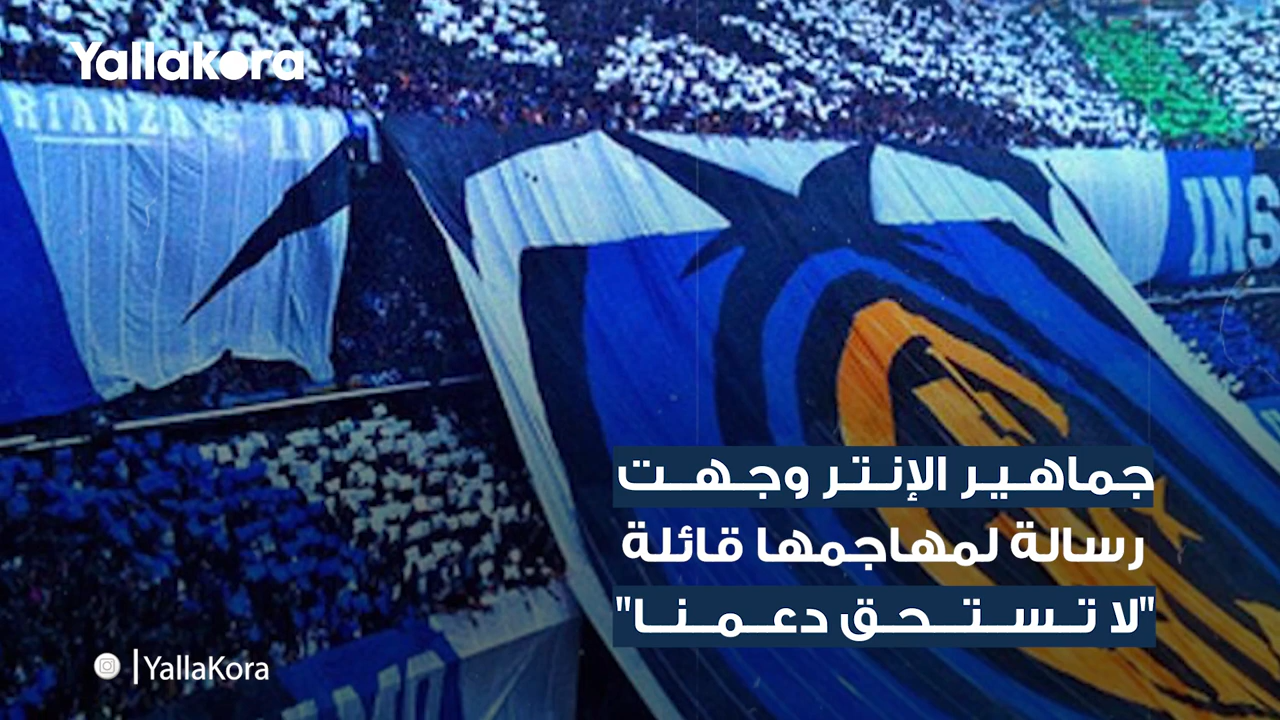 Yallakora
RIANZA
INS
جماهير الإنتر وجهت
رسالة لمهاجمها قائلة
"لا تستحق دعمنا"
YallaKora